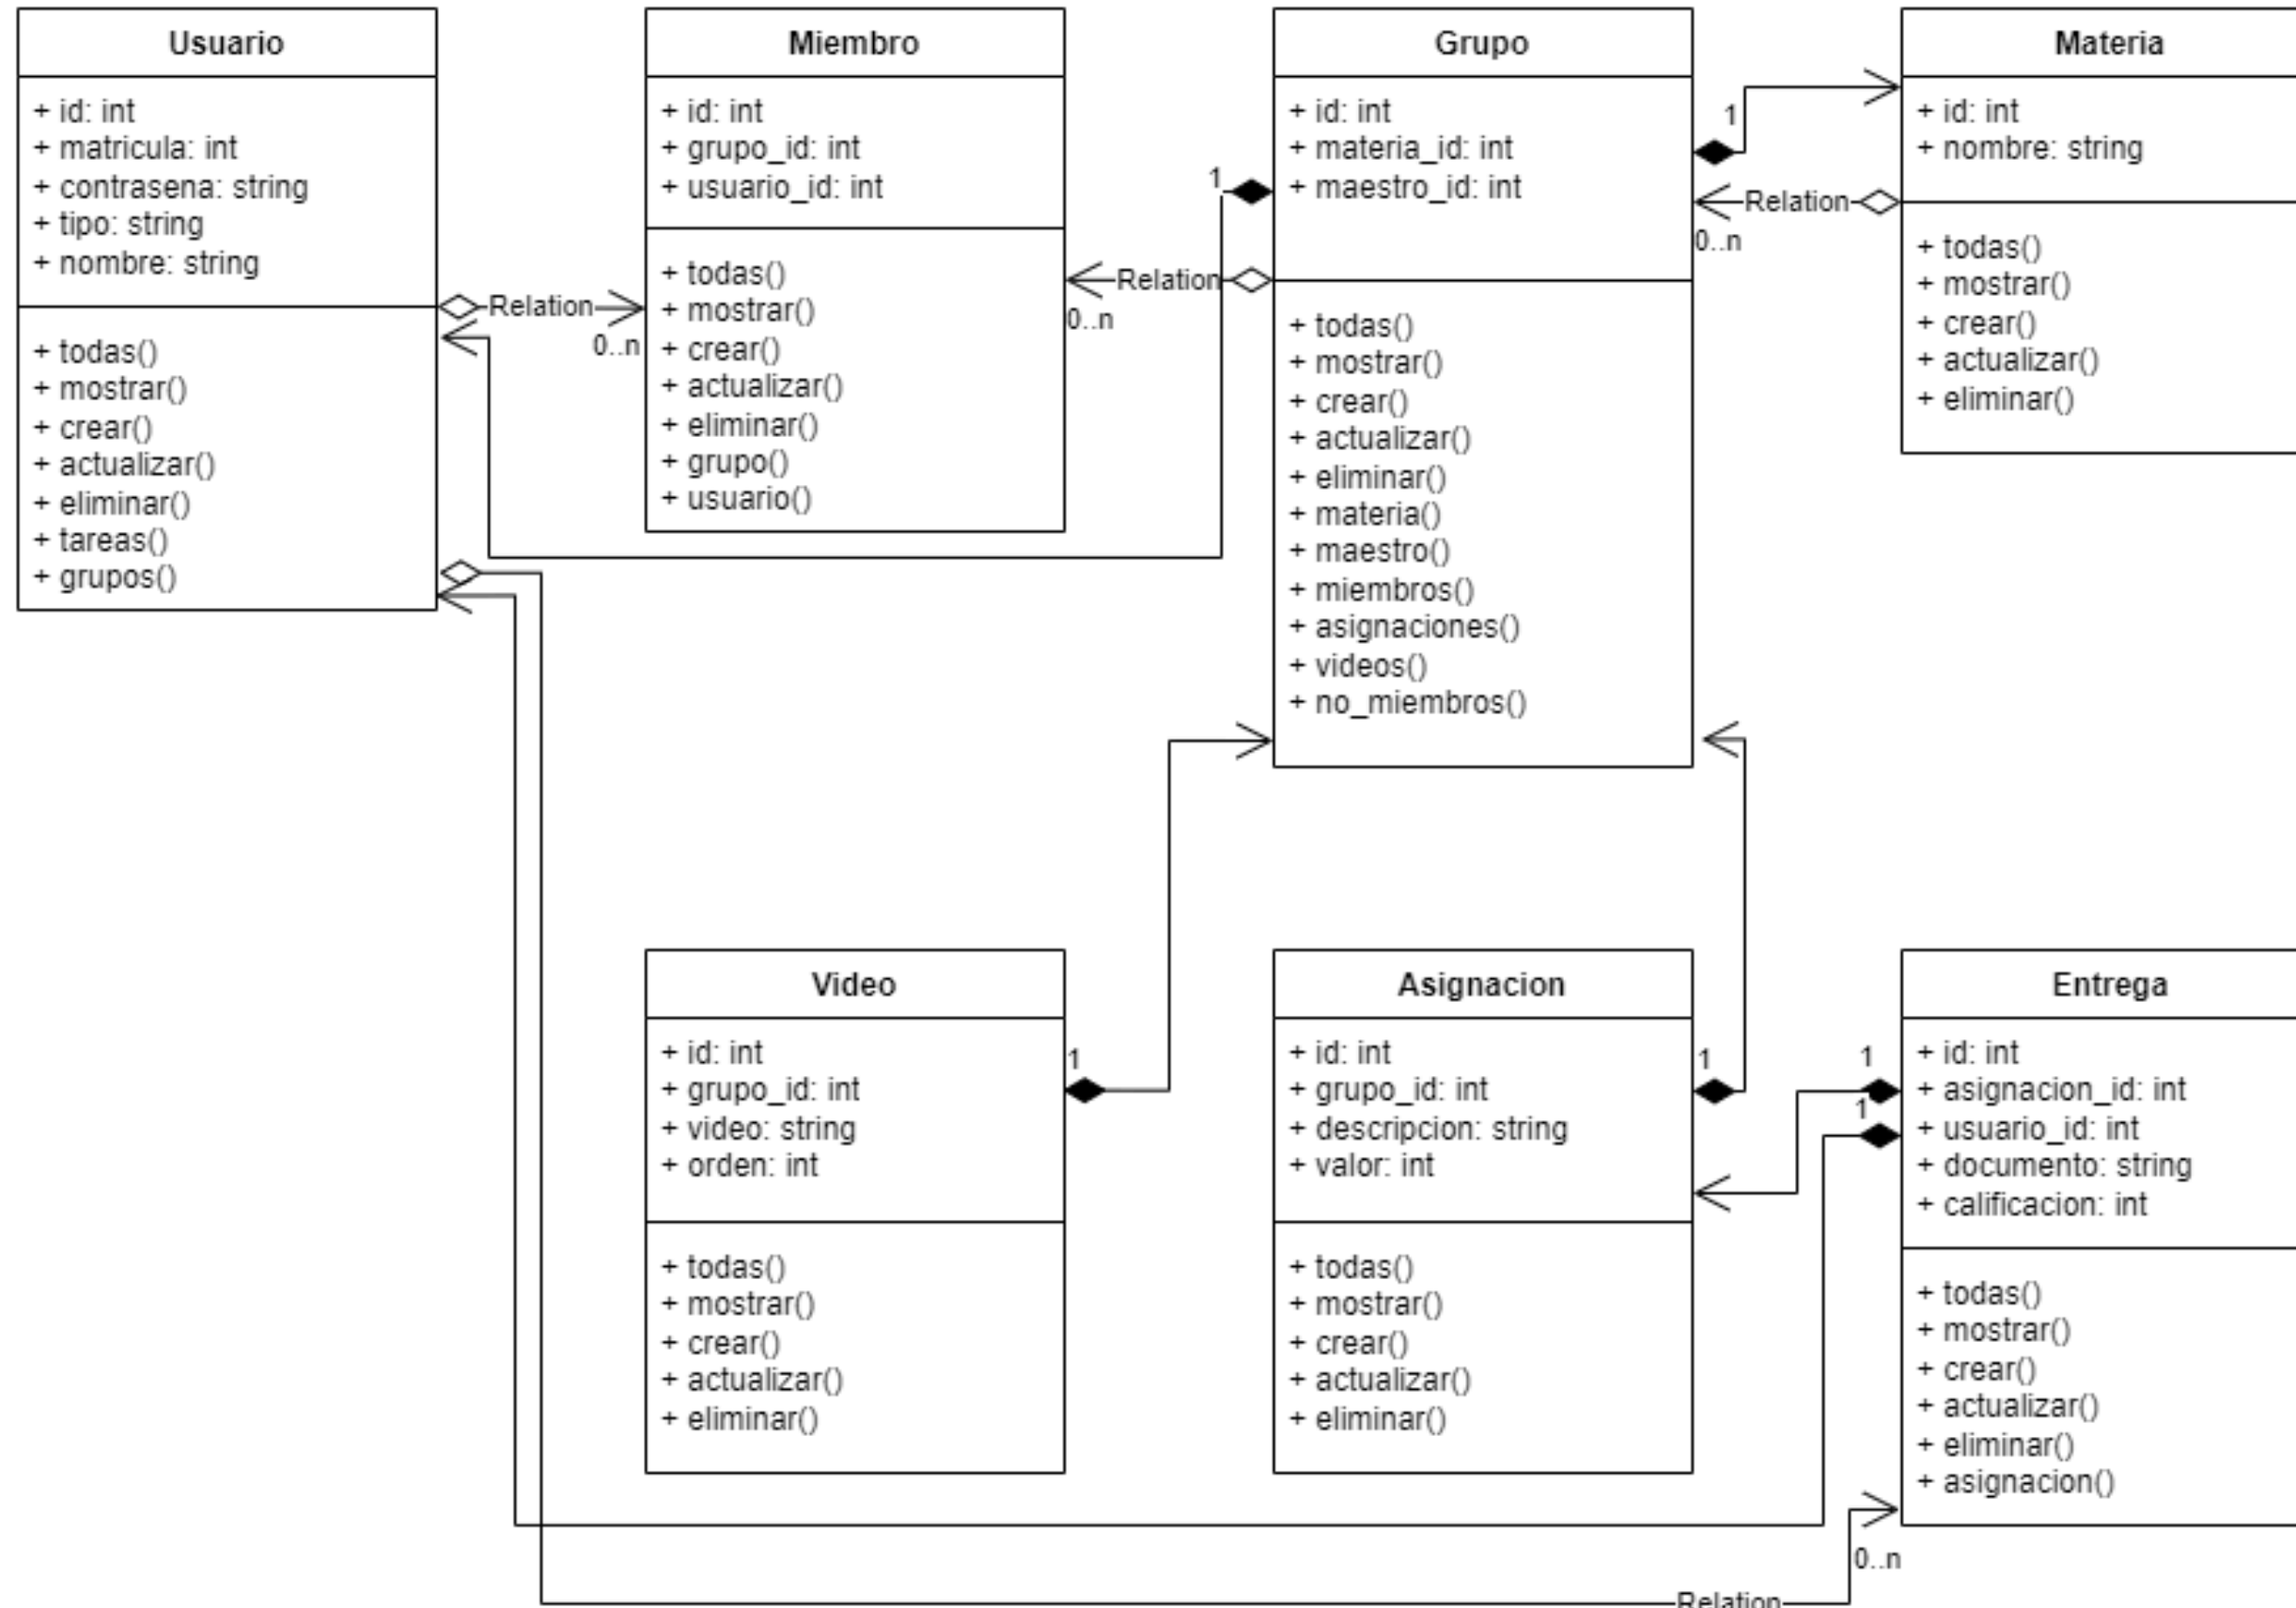 Usuario
+ id: int
+ matricula: int
+ contrasena: string
+ tipo: string
+ nombre: string
+ todas()
+ mostrar()
+ crear()
+ actualizar()
+ eliminar()
+ tareas()
+ grupos()
Relation
0..n
Miembro
+ id: int
+ grupo_id: int
+ usuario_id: int
+ todas()
+ mostrar()
+ crear()
+ actualizar()
+ eliminar()
+ grupo()
+ usuario()
1
Relation
0..n
Grupo
+ id: int
+ materia_id: int
+ maestro_id: int
+ todas()
+ mostrar()
+ crear()
+ actualizar()
+ eliminar()
+ materia()
+ maestro()
+ miembros()
+ asignaciones()
+ videos()
+ no_miembros()
1
Relation
0..n
Materia
+ id: int
+ nombre: string
+ todas()
+ mostrar()
+ crear()
+ actualizar()
+ eliminar()
Video
+ id: int
+ grupo_id: int
+ video: string
+ orden: int
+ todas()
+ mostrar()
+ crear()
+ actualizar()
+ eliminar()
1
Asignacion
+ id: int
+ grupo_id: int
+ descripcion: string
+ valor: int
+ todas()
+ mostrar()
+ crear()
+ actualizar()
+ eliminar()
1
1
1
Entrega
+ id: int
+ asignacion_id: int
+ usuario_id: int
+ documento: string
+ calificacion: int
+ todas()
+ mostrar()
+ crear()
+ actualizar()
+ eliminar()
+ asignacion()
0..n
Relation